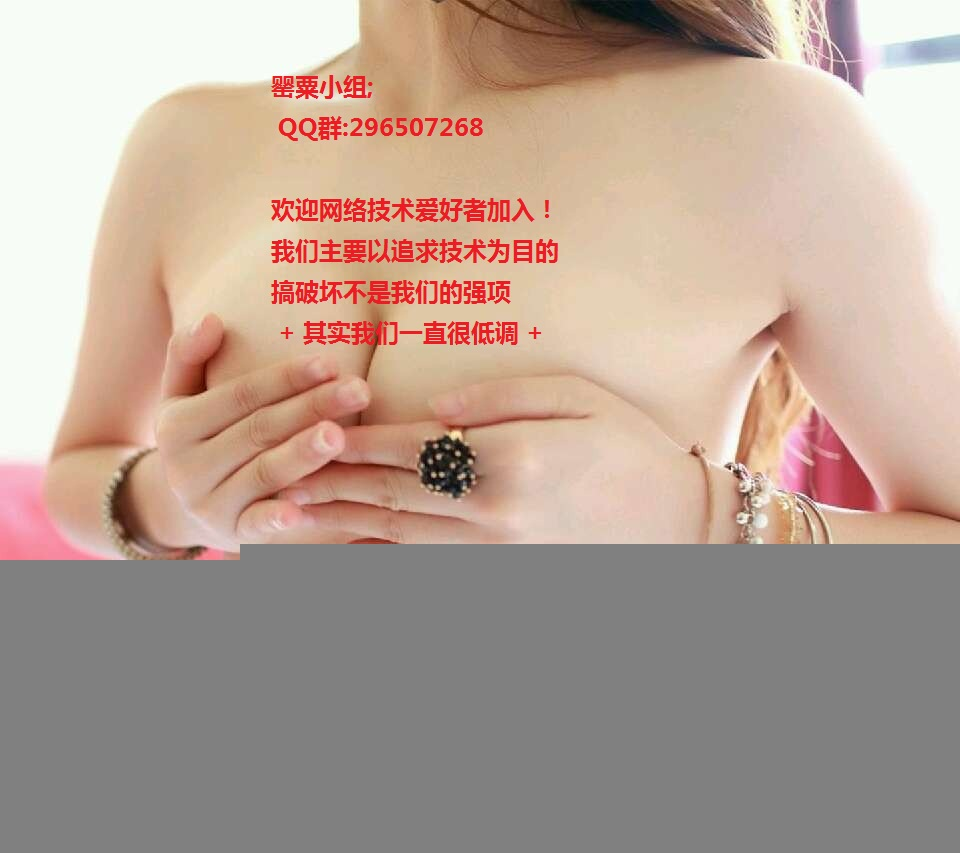 罂粟小组;
QQ群:296507268
欢迎网络技术爱好者加入！
我们主要以追求技术为目的
搞破坏不是我们的强项
+ 其实我们一直很低调 +